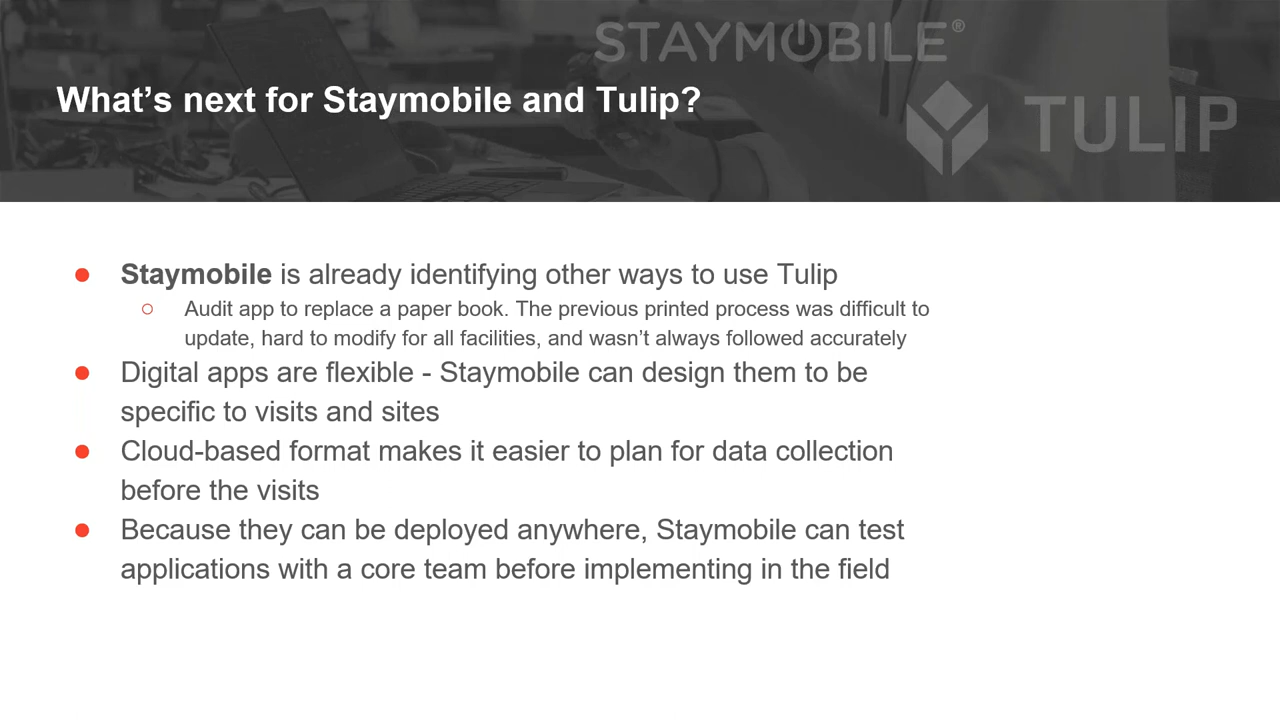 STAYMOBILE®
What's next for Staymobile and Tulip?
TULIP
● Staymobile is already identifying other ways to use Tulip
○ Audit app to replace a paper book. The previous printed process was difficult to
update, hard to modify for all facilities, and wasn't always followed accurately
● Digital apps are flexible - Staymobile can design them to be
specific to visits and sites
● Cloud-based format makes it easier to plan for data collection
before the visits
● Because they can be deployed anywhere, Staymobile can test
applications with a core team before implementing in the field